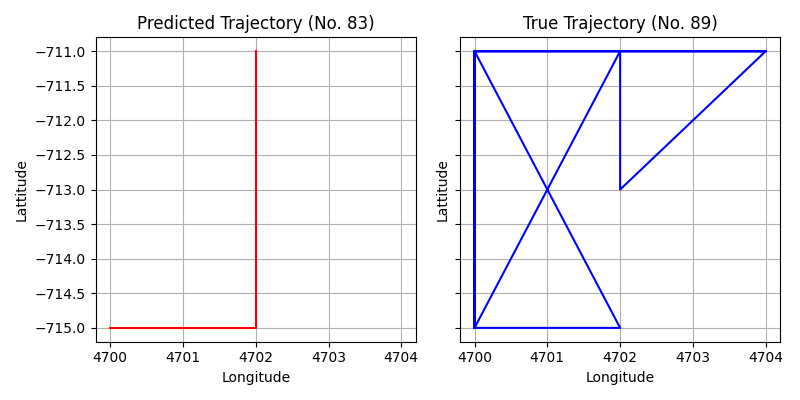 Predicted Trajectory (No. 83)
−711.0
−711.5
−712.0
−712.5
−713.0
−713.5
−714.0
−714.5
−715.0
Lattitude
4700 4701 4702 4703 4704
Longitude
True Trajectory (No. 89)
Lattitude
4700 4701 4702 4703 4704
Longitude